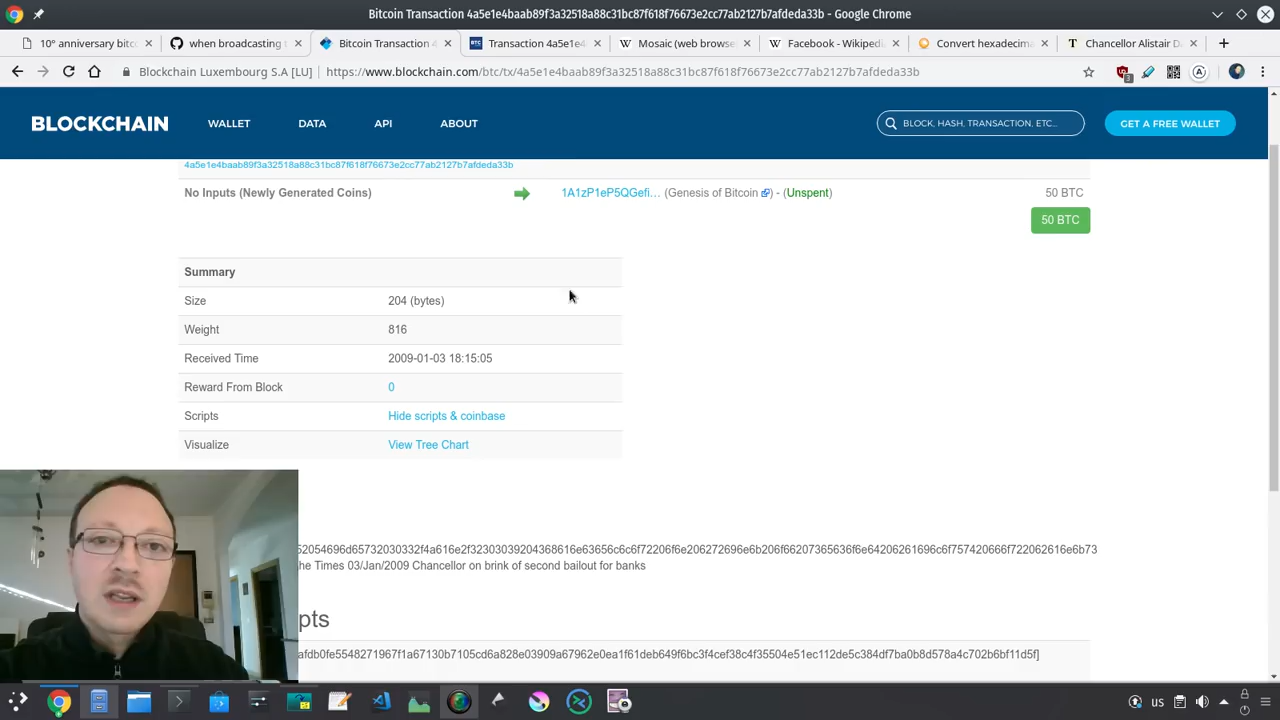 Bitcoin Transaction 4a5e1e4baab89f3a32518a88c31bc87f618f76673e2cc77ab2127b7afdeda33b - Google Chrome
10° anniversary bitc
when broadcasting
Bitcoin Transaction
Transaction 4a5e1e4
Mosaic (web browse
Facebook - Wikipedi
Convert hexadecima
Chancellor Alistair D
Blockchain Luxembourg S.A [LU]
https://www.blockchain.com/btc/tx/4a5e1e4baab89f3a32518a88c31bc87f618f76673e2cc77ab2127b7afdeda33b
3
BLOCKCHAIN
WALLET
DATA
API
ABOUT
BLOCK, HASH, TRANSACTION, ETC...
GET A FREE WALLET
4a5e1e4baab89f3a32518a88c31bc87f618f76673e2cc77ab2127b7afdeda33b
No Inputs (Newly Generated Coins)
1A1zP1eP5QGefi... (Genesis of Bitcoin ) - (Unspent)
50 BTC
50 BTC
Summary
Size 204 (bytes)
Weight 816
Received Time 2009-01-03 18:15:05
Reward From Block 0
Scripts Hide scripts & coinbase
Visualize View Tree Chart
52054696d65732030332f4a616e2f32303039204368616e63656c6c6f72206f6e206272696e6b206f66207365636f6e64206261696c6f757420666f722062616e6b73
he Times 03/Jan/2009 Chancellor on brink of second bailout for banks
pts
afdb0fe5548271967f1a67130b7105cd6a828e03909a67962e0ea1f61deb649f6bc3f4cef38c4f35504e51ec112de5c384df7ba0b8d578a4c702b6bf11d5f]
us